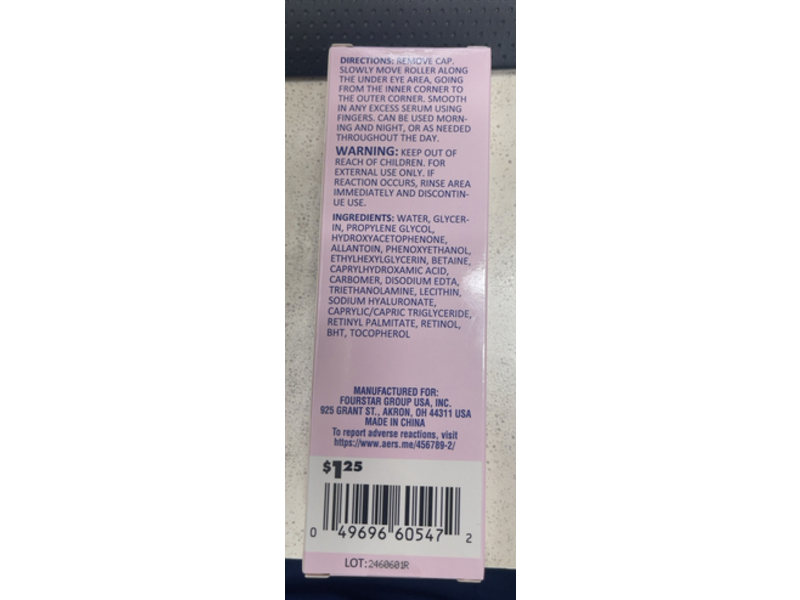 DIRECTIONS: REMOVE CAP.
SLOWLY MOVE ROLLER ALONG
THE UNDER EYE AREA, GOING
FROM THE INNER CORNER TO
THE OUTER CORNER. SMOOTH
IN ANY EXCESS SERUM USING
FINGERS. CAN BE USED MORN-
ING AND NIGHT, OR AS NEEDED
THROUGHOUT THE DAY.
WARNING: KEEP OUT OF
REACH OF CHILDREN. FOR
EXTERNAL USE ONLY. IF
REACTION OCCURS, RINSE AREA
IMMEDIATELY AND DISCONTIN-
UE USE.
INGREDIENTS: WATER, GLYCER-
IN, PROPYLENE GLYCOL,
HYDROXYACETOPHENONE,
ALLANTOIN, PHENOXYETHANOL,
ETHYLHEXYLGLYCERIN, BETAINE,
CAPRYLHYDROXAMIC ACID,
CARBOMER, DISODIUM EDTA,
TRIETHANOLAMINE, LECITHIN,
SODIUM HYALURONATE,
CAPRYLIC/CAPRIC TRIGLYCERIDE,
RETINYL PALMITATE, RETINOL,
BHT, TOCOPHEROL
MANUFACTURED FOR:
FOURSTAR GROUP USA, INC.
925 GRANT ST., AKRON, OH 44311 USA
MADE IN CHINA
To report adverse reactions, visit
https://www.aers.me/456789-2/
$1.25
0 49696 60547 2
LOT:2460601R